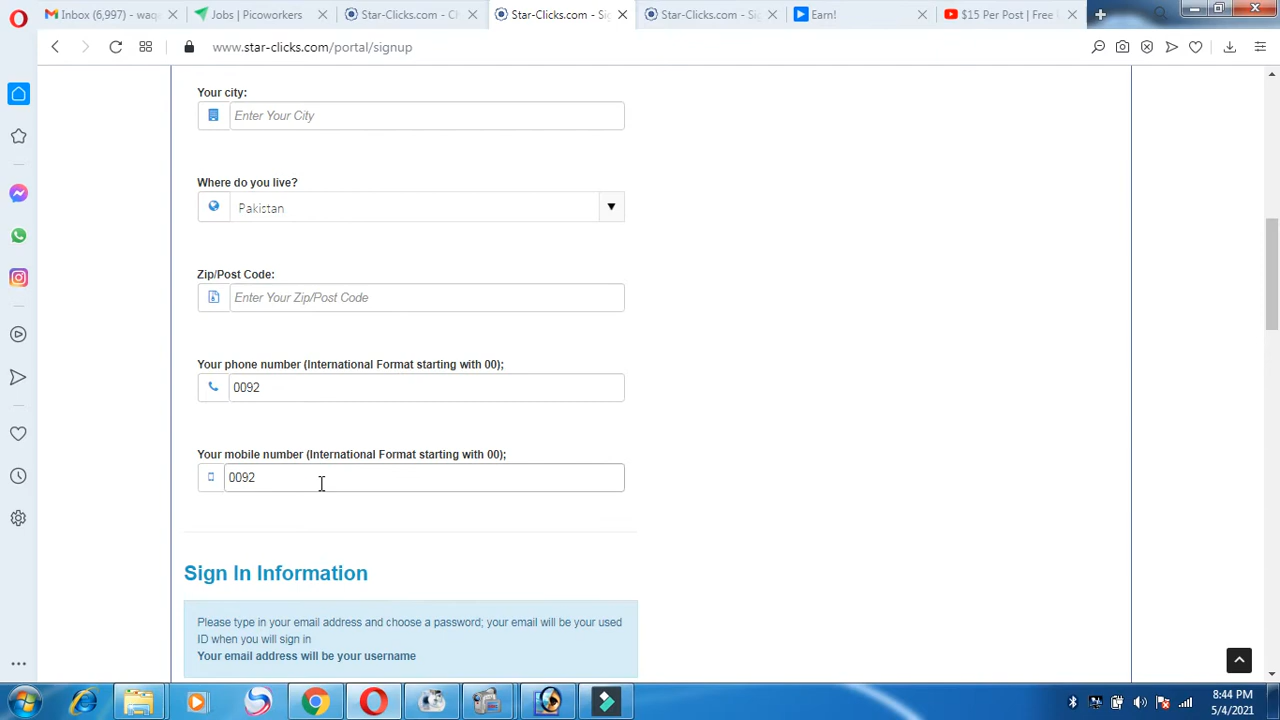 Inbox (6,997) - waq
Jobs | Picoworkers
Star-Clicks.com - G
Star-Clicks.com - Sig
Star-Clicks.com - Sig
Earn!
$15 Per Post | Free
www.star-clicks.com/portal/signup
Your city:
Enter Your City
Where do you live?
Pakistan
Zip/Post Code:
Enter Your Zip/Post Code
Your phone number (International Format starting with 00);
0092
Your mobile number (International Format starting with 00);
0092
Sign In Information
Please type in your email address and choose a password; your email will be your used
ID when you will sign in
Your email address will be your username
8:44 PM
5/4/2021